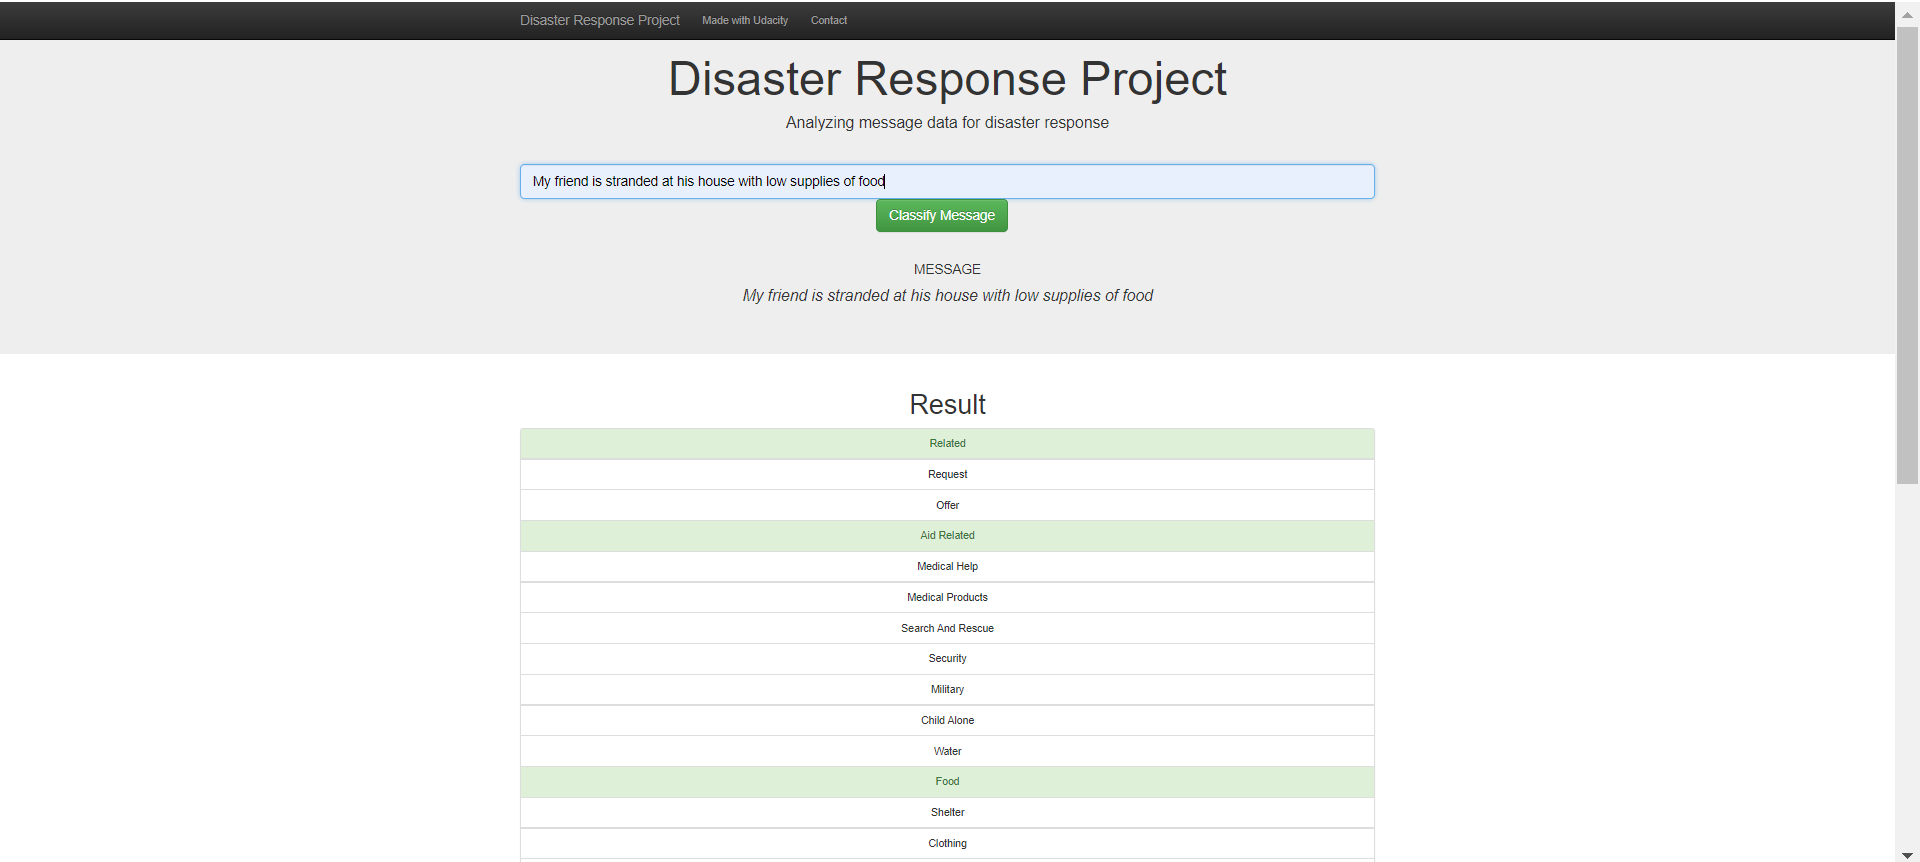 Disaster Response Project Made with Udacity Contact
Disaster Response Project
Analyzing message data for disaster response
My friend is stranded at his house with low supplies of food
Classify Message
MESSAGE
My friend is stranded at his house with low supplies of food
Result
Related
Request
Offer
Aid Related
Medical Help
Medical Products
Search And Rescue
Security
Military
Child Alone
Water
Food
Shelter
Clothing